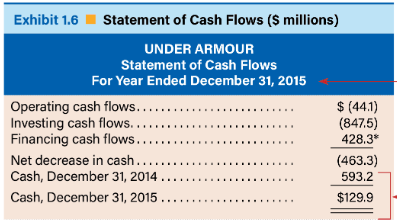 Exhibit 1.6 Statement of Cash Flows ($ millions)
UNDER ARMOUR
Statement of Cash Flows
For Year Ended December 31, 2015
Operating cash flows........................... $ (44.1)
Investing cash flows........................... (847.5)
Financing cash flows........................... 428.3*
Net decrease in cash........................... (463.3)
Cash, December 31, 2014 ....................... 593.2
Cash, December 31, 2015 ....................... $129.9